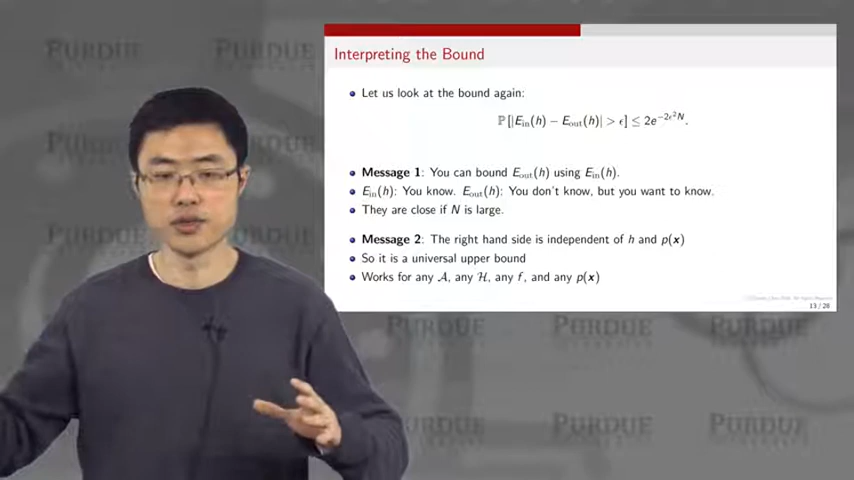 PURDUE
PURDUE
Interpreting the Bound
Let us look at the bound again:
ℙ[|E_in(h) − E_out(h)| > ϵ] ≤ 2e^{−2ϵ²N}.
Message 1: You can bound E_out(h) using E_in(h).
E_in(h): You know. E_out(h): You don't know, but you want to know.
They are close if N is large.
Message 2: The right hand side is independent of h and p(x)
So it is a universal upper bound
Works for any 𝒜, any ℋ, any f, and any p(x)
13 / 20
PURDUE
PURDUE
PURDUE
PURDUE
PURDUE
PURDUE